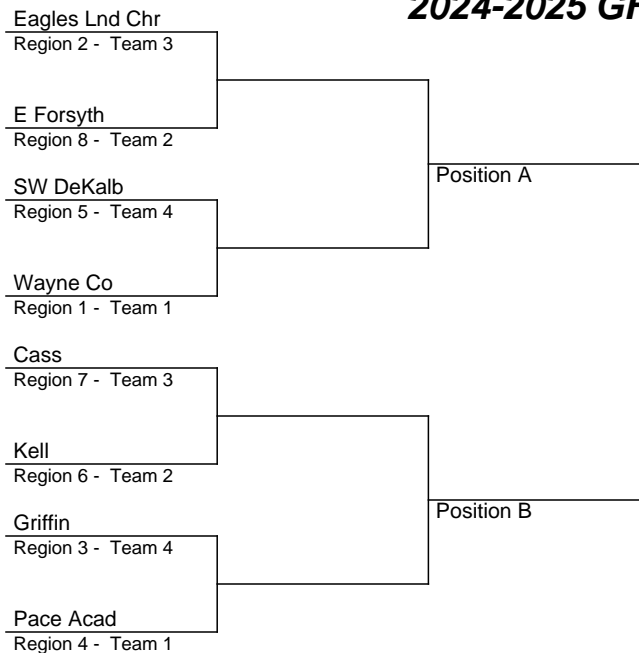 2024-2025
Eagles Lnd Chr
Region 2 - Team 3
E Forsyth
Region 8 - Team 2
Position A
SW DeKalb
Region 5 - Team 4
Wayne Co
Region 1 - Team 1
Cass
Region 7 - Team 3
Kell
Region 6 - Team 2
Position B
Griffin
Region 3 - Team 4
Pace Acad
Region 4 - Team 1